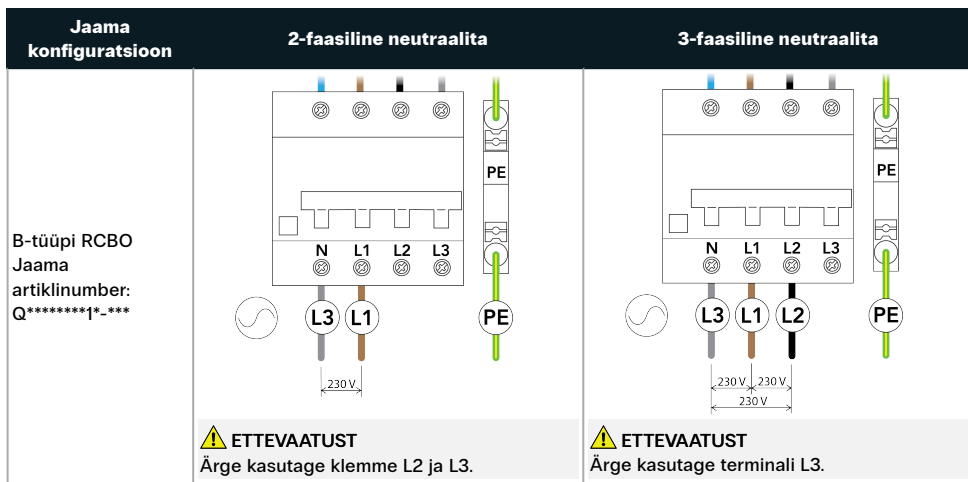 Jaama
konfiguratsioon
2-faasiline neutraalita
3-faasiline neutraalita
B-tüüpi RCBO
Jaama
artiklinumber:
Q********1*-***
PE
N L1 L2 L3
L3 L1 PE
230 V
⚠ ETTEVAATUST
Ärge kasutage klemme L2 ja L3.
PE
N L1 L2 L3
L3 L1 L2 PE
230 V 230 V
230 V
⚠ ETTEVAATUST
Ärge kasutage terminali L3.